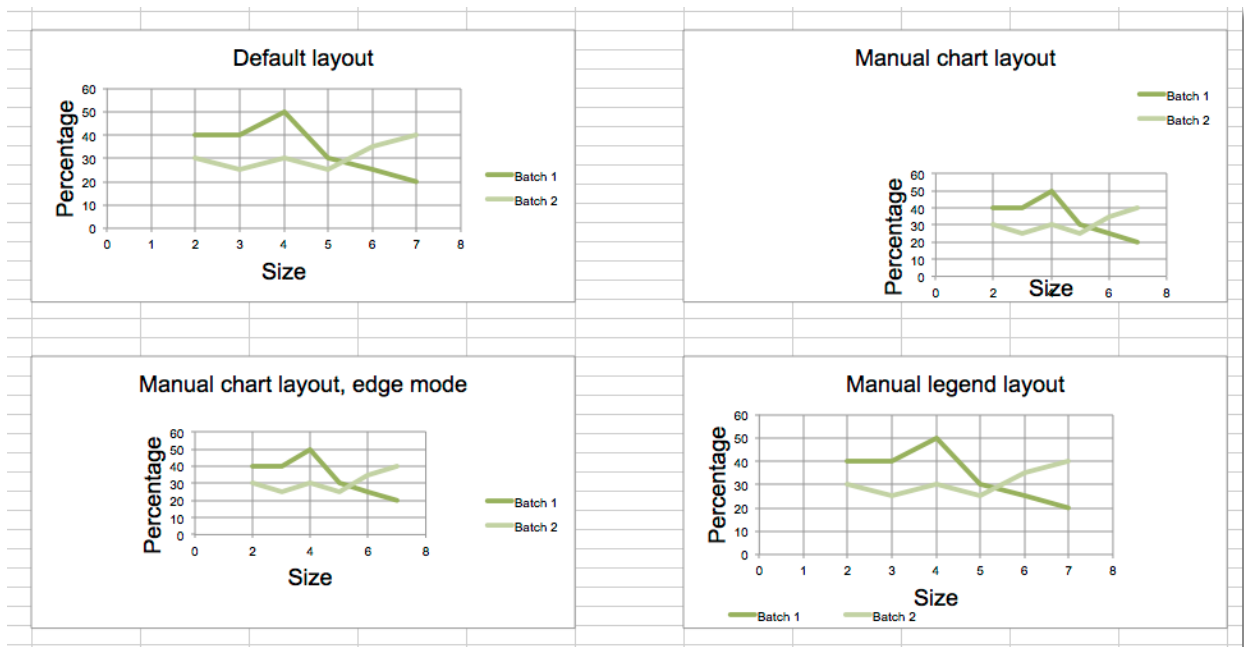 Default layout
60
50
40
30
20
10
0
Percentage
0 1 2 3 4 5 6 7 8
Size
Batch 1
Batch 2
Manual chart layout
Batch 1
Batch 2
60
50
40
30
20
10
0
Percentage
0 2 4 6 8
Size
Manual chart layout, edge mode
60
50
40
30
20
10
0
Percentage
0 2 4 6 8
Size
Batch 1
Batch 2
Manual legend layout
60
50
40
30
20
10
0
Percentage
0 1 2 3 4 5 6 7 8
Size
Batch 1 Batch 2